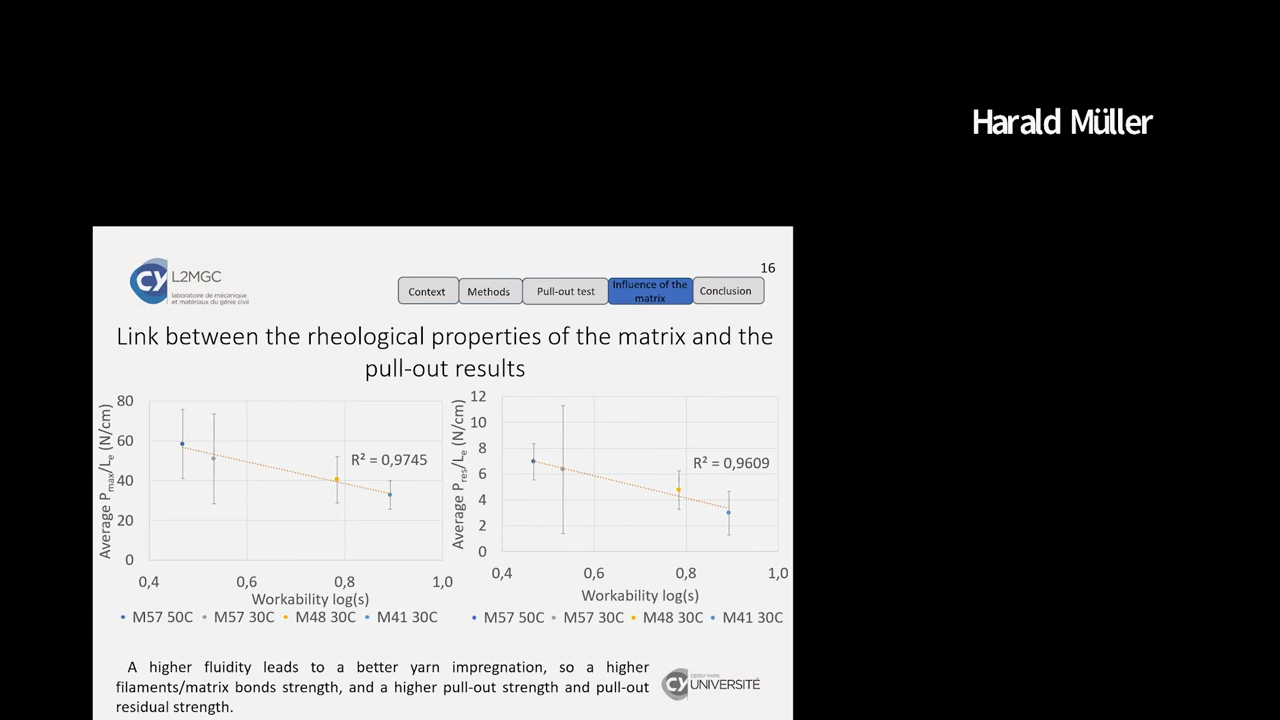 Harald Müller
16
CY L2MGC
laboratoire de mécanique
et matériaux du génie civil
Context
Methods
Pull-out test
Influence of the
matrix
Conclusion
Link between the rheological properties of the matrix and the
pull-out results
Average Pmax/Le (N/cm)
80
60
40
20
0
R² = 0,9745
0,4 0,6 0,8 1,0
Workability log(s)
M57 50C M57 30C M48 30C M41 30C
Average Pres/Le (N/cm)
12
10
8
6
4
2
0
R² = 0,9609
0,4 0,6 0,8 1,0
Workability log(s)
M57 50C M57 30C M48 30C M41 30C
A higher fluidity leads to a better yarn impregnation, so a higher
filaments/matrix bonds strength, and a higher pull-out strength and pull-out
residual strength.
CERGY PARIS
CY UNIVERSITÉ